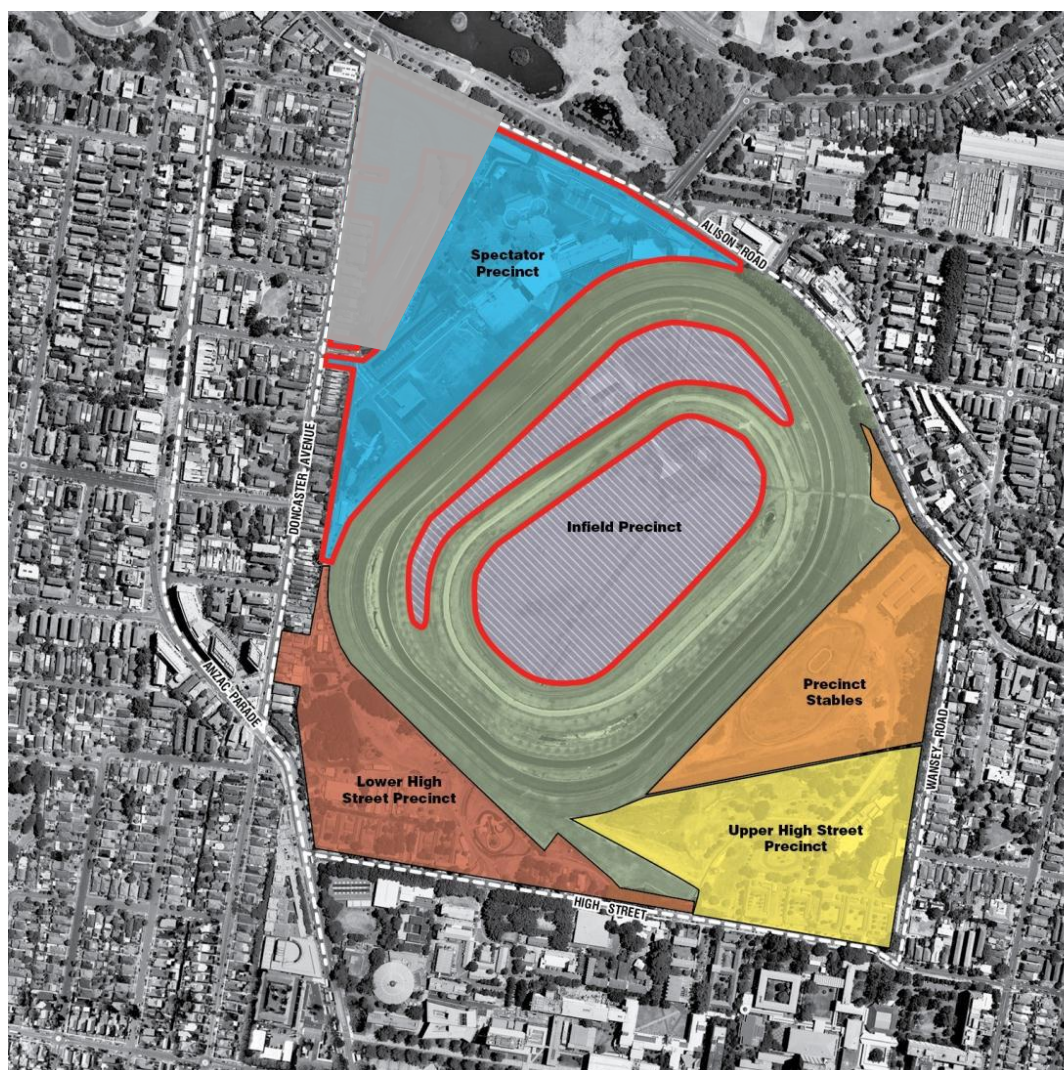 Spectator
Precinct
ALISON ROAD
DONCASTER AVENUE
Infield Precinct
ANZAC PARADE
Precinct
Stables
WANSEY ROAD
Lower High
Street Precinct
Upper High Street
Precinct
HIGH STREET